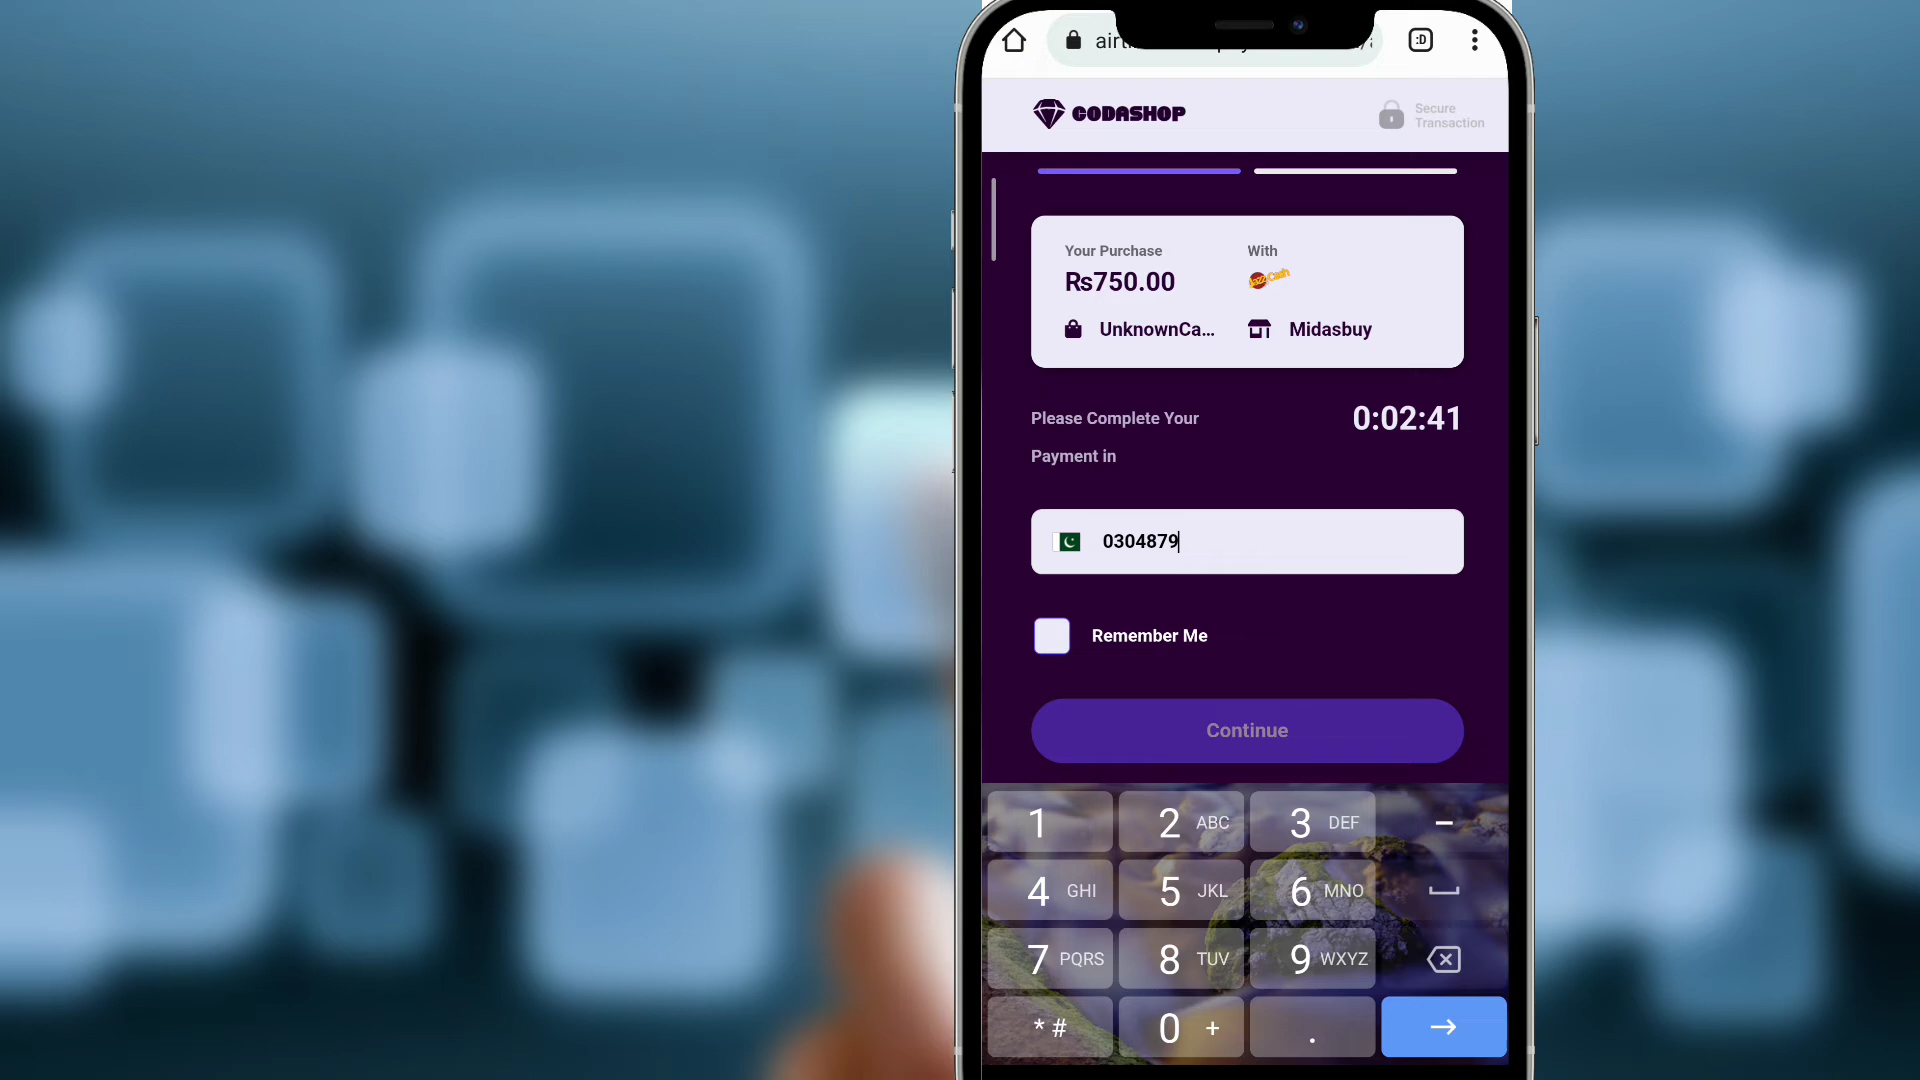 :D
CODASHOP
Secure
Transaction
Your Purchase
With
₨750.00
Jazz Cash
UnknownCa...
Midasbuy
Please Complete Your
Payment in
0:02:41
0304879
Remember Me
Continue
1
2 ABC
3 DEF
-
4 GHI
5 JKL
6 MNO
7 PQRS
8 TUV
9 WXYZ
* #
0 +
.